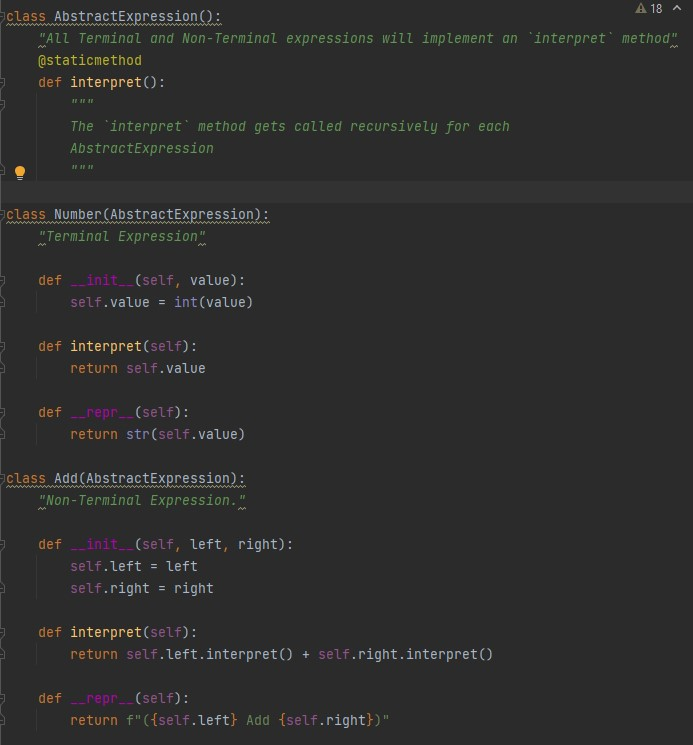 18
class AbstractExpression():
    "All Terminal and Non-Terminal expressions will implement an `interpret` method"
    @staticmethod
    def interpret():
        """
        The `interpret` method gets called recursively for each
        AbstractExpression
        """
class Number(AbstractExpression):
    "Terminal Expression"
    def __init__(self, value):
        self.value = int(value)
    def interpret(self):
        return self.value
    def __repr__(self):
        return str(self.value)
class Add(AbstractExpression):
    "Non-Terminal Expression."
    def __init__(self, left, right):
        self.left = left
        self.right = right
    def interpret(self):
        return self.left.interpret() + self.right.interpret()
    def __repr__(self):
        return f"({self.left} Add {self.right})"